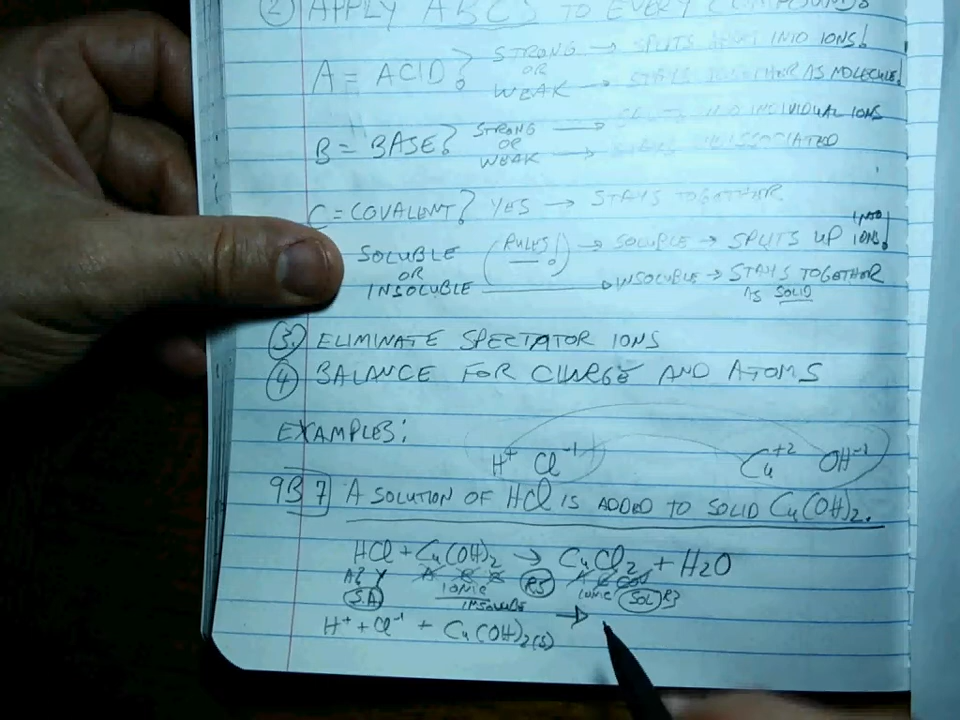 ② APPLY ABCS TO EVERY COMPOUND
A = ACID? STRONG → SPLITS APART INTO IONS!
OR
WEAK → STAYS TOGETHER AS MOLECULE!
B = BASE? STRONG → SPLITS INTO INDIVIDUAL IONS
OR
WEAK → STAYS UNDISSOCIATED
C = COVALENT? YES → STAYS TOGETHER
SOLUBLE (RULES!) → SOLUBLE → SPLITS UP INTO IONS!
OR
INSOLUBLE → INSOLUBLE → STAYS TOGETHER
AS SOLID
③ ELIMINATE SPECTATOR IONS
④ BALANCE FOR CHARGE AND ATOMS
EXAMPLES:
H⁺ Cl⁻¹ Cu⁺² OH⁻¹
9B 7 A SOLUTION OF HCl IS ADDED TO SOLID Cu(OH)₂.
HCl + Cu(OH)₂ → CuCl₂ + H₂O
A? Y A B C R5 A B COV
SA IONIC IONIC SOL R3
INSOLUBLE
H⁺ + Cl⁻¹ + Cu(OH)₂(s) →